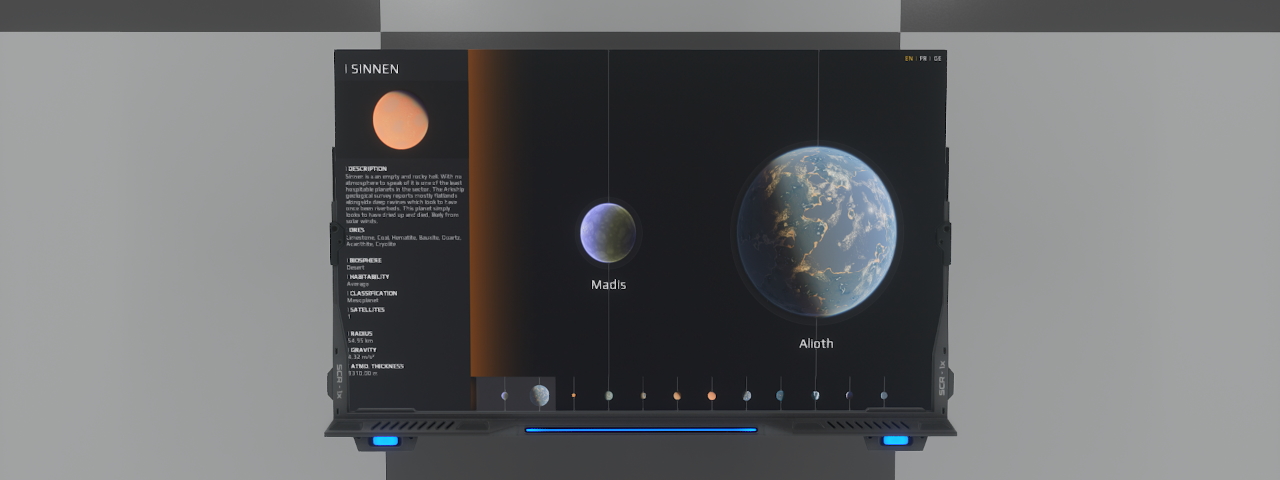 SINNEN
EN | FR | DE
DESCRIPTION
Sinnen is an empty and rocky hell. With no
atmosphere to speak of it is one of the least
hospitable planets in the sector. The Arkship
geological survey reports mostly flatlands
alongside deep ravines which look to have
once been riverbeds. This planet simply
looks to have dried up and died, likely from
solar winds.
ORES
Limestone, Coal, Hematite, Bauxite, Quartz,
Acanthite, Cryolite
BIOSPHERE
Desert
HABITABILITY
Average
CLASSIFICATION
Mesoplanet
SATELLITES
1
RADIUS
54.95 km
GRAVITY
4.32 m/s²
ATMO. THICKNESS
Madis
Alioth
SCR - 1X
SCR - 1X